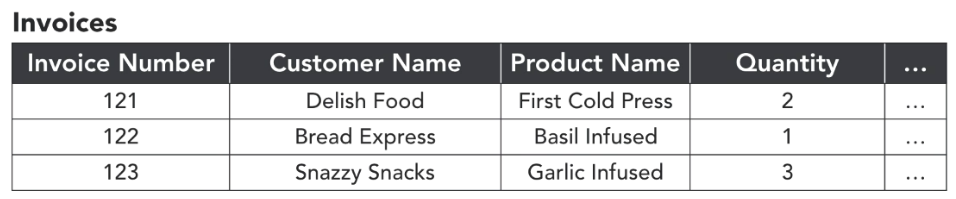 Invoices
Invoice Number Customer Name Product Name Quantity ...
121 Delish Food First Cold Press 2 ...
122 Bread Express Basil Infused 1 ...
123 Snazzy Snacks Garlic Infused 3 ...